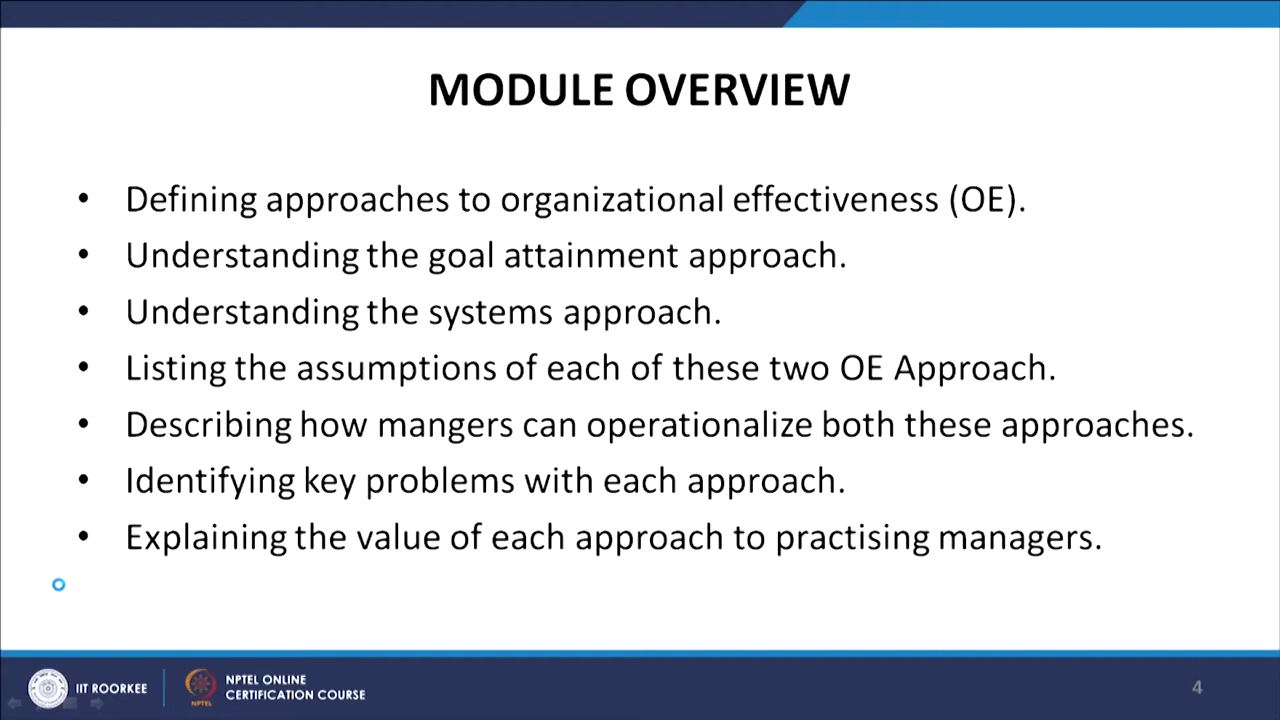 MODULE OVERVIEW
• Defining approaches to organizational effectiveness (OE).
• Understanding the goal attainment approach.
• Understanding the systems approach.
• Listing the assumptions of each of these two OE Approach.
• Describing how mangers can operationalize both these approaches.
• Identifying key problems with each approach.
• Explaining the value of each approach to practising managers.
IIT ROORKEE
NPTEL
NPTEL ONLINE
CERTIFICATION COURSE
4